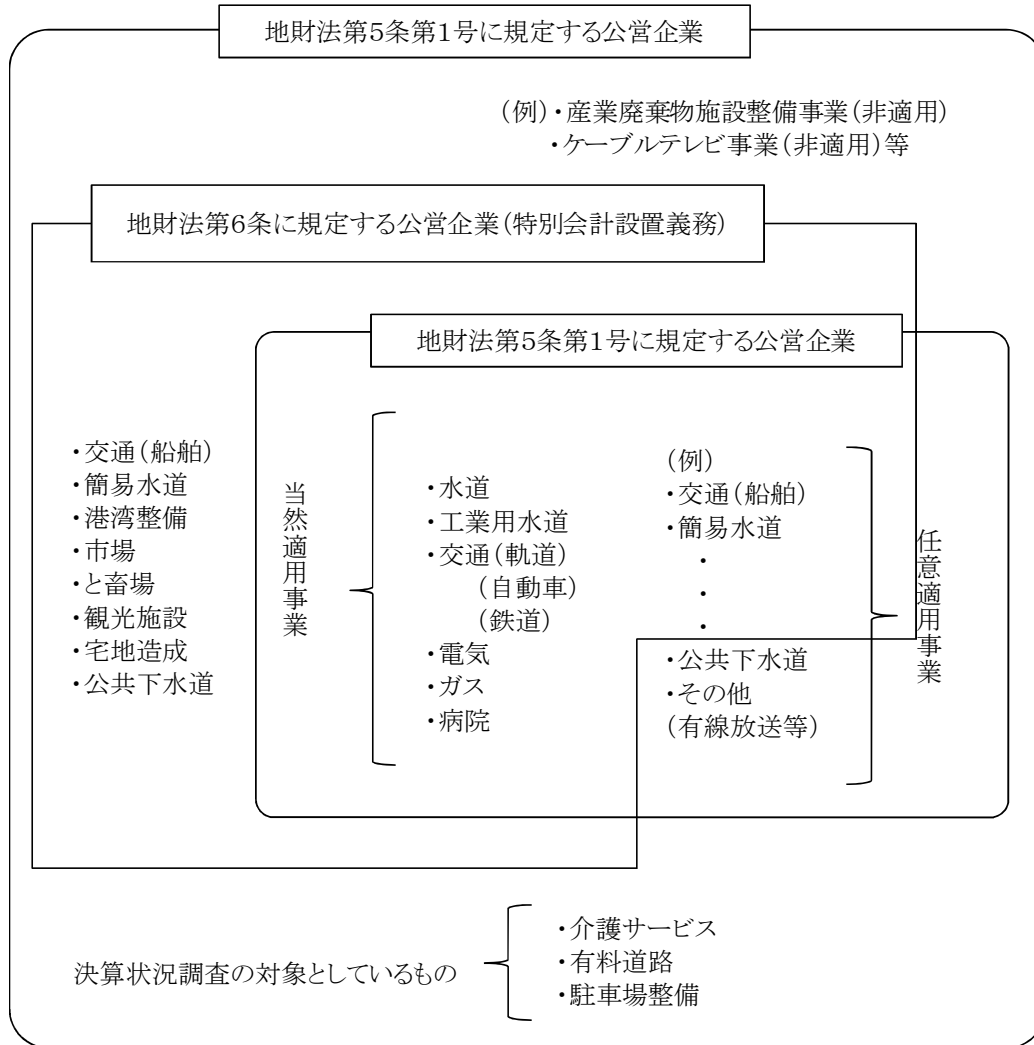 地財法第5条第1号に規定する公営企業
(例)・産業廃棄物施設整備事業(非適用)
・ケーブルテレビ事業(非適用)等
地財法第6条に規定する公営企業(特別会計設置義務)
地財法第5条第1号に規定する公営企業
・交通(船舶)
・簡易水道
・港湾整備
・市場
・と畜場
・観光施設
・宅地造成
・公共下水道
当然適用事業
・水道
・工業用水道
・交通(軌道)
(自動車)
(鉄道)
・電気
・ガス
・病院
(例)
・交通(船舶)
・簡易水道
・
・
・
・公共下水道
・その他
(有線放送等)
任意適用事業
決算状況調査の対象としているもの
・介護サービス
・有料道路
・駐車場整備